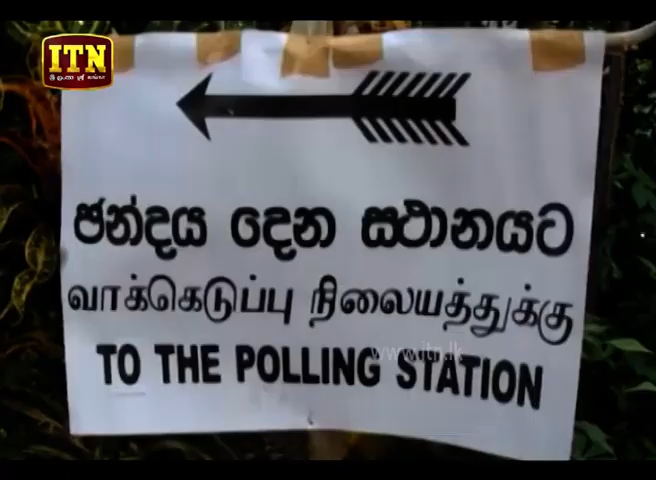 ITN
ඡන්දය දෙන ස්ථානයට
வாக்கெடுப்பு நிலையத்துக்கு
TO THE POLLING STATION
www.itn.lk